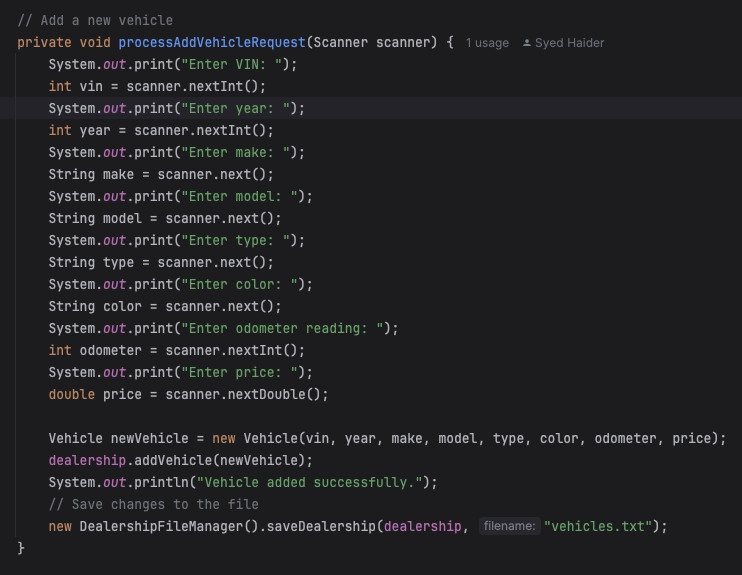 // Add a new vehicle
private void processAddVehicleRequest(Scanner scanner) { 1 usage Syed Haider
    System.out.print("Enter VIN: ");
    int vin = scanner.nextInt();
    System.out.print("Enter year: ");
    int year = scanner.nextInt();
    System.out.print("Enter make: ");
    String make = scanner.next();
    System.out.print("Enter model: ");
    String model = scanner.next();
    System.out.print("Enter type: ");
    String type = scanner.next();
    System.out.print("Enter color: ");
    String color = scanner.next();
    System.out.print("Enter odometer reading: ");
    int odometer = scanner.nextInt();
    System.out.print("Enter price: ");
    double price = scanner.nextDouble();

    Vehicle newVehicle = new Vehicle(vin, year, make, model, type, color, odometer, price);
    dealership.addVehicle(newVehicle);
    System.out.println("Vehicle added successfully.");
    // Save changes to the file
    new DealershipFileManager().saveDealership(dealership, filename: "vehicles.txt");
}